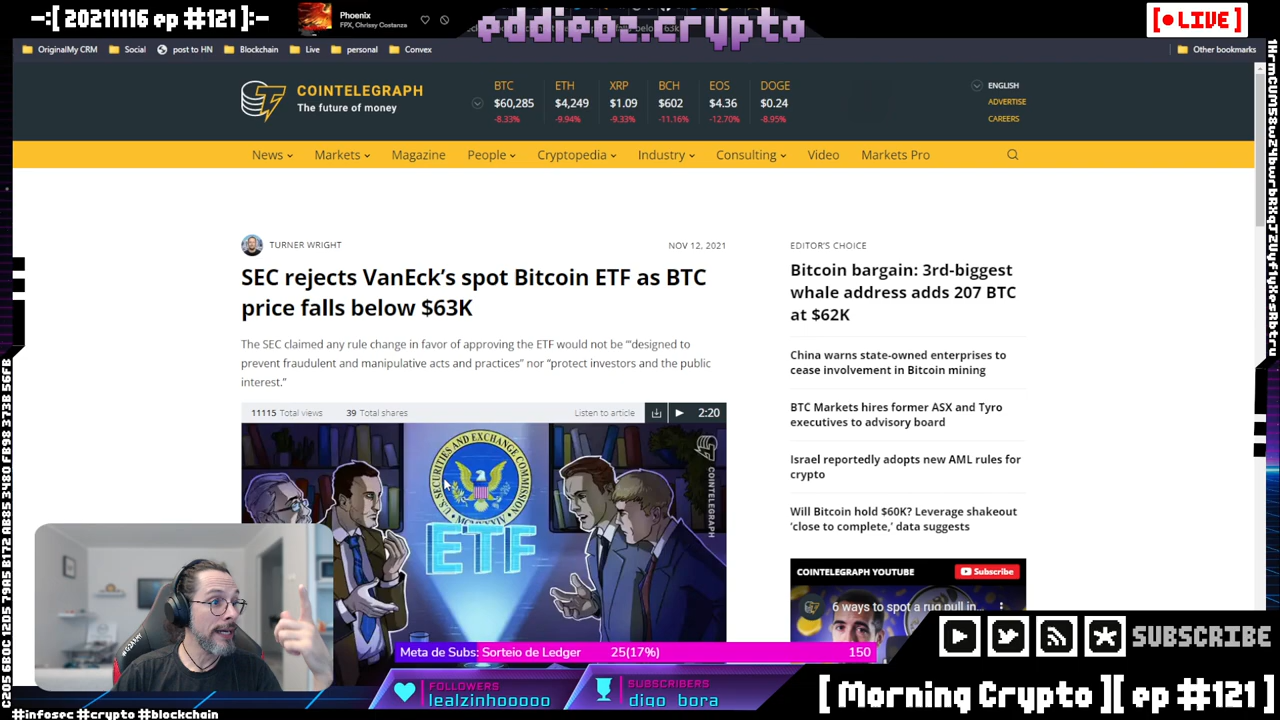 -:[ 20211116 ep #121 ]:-
Phoenix
FPX, Chrissy Costanza
eddieoz.crypto
[ • LIVE ]
OriginalMy CRM
Social
post to HN
Blockchain
Live
personal
Convex
Other bookmarks
COINTELEGRAPH
The future of money
BTC ETH XRP BCH EOS DOGE
$60,285 $4,249 $1.09 $602 $4.36 $0.24
-8.33% -9.94% -9.33% -11.16% -12.70% -8.95%
ENGLISH
ADVERTISE
CAREERS
News Markets Magazine People Cryptopedia Industry Consulting Video Markets Pro
TURNER WRIGHT
NOV 12, 2021
SEC rejects VanEck’s spot Bitcoin ETF as BTC
price falls below $63K
The SEC claimed any rule change in favor of approving the ETF would not be “'designed to
prevent fraudulent and manipulative acts and practices” nor “protect investors and the public
interest.”
11115 Total views
39 Total shares
Listen to article
2:20
COINTELEGRAPH
ETF
EDITOR'S CHOICE
Bitcoin bargain: 3rd-biggest
whale address adds 207 BTC
at $62K
China warns state-owned enterprises to
cease involvement in Bitcoin mining
BTC Markets hires former ASX and Tyro
executives to advisory board
Israel reportedly adopts new AML rules for
crypto
Will Bitcoin hold $60K? Leverage shakeout
‘close to complete,’ data suggests
COINTELEGRAPH YOUTUBE
Subscribe
6 ways to spot a rug pull in...
SUBSCRIBE
Meta de Subs: Sorteio de Ledger 25(17%) 150
FOLLOWERS
lealzinhooooo
SUBSCRIBERS
digo_bora
[ Morning Crypto ][ ep #121 ]
#infosec #crypto #blockchain